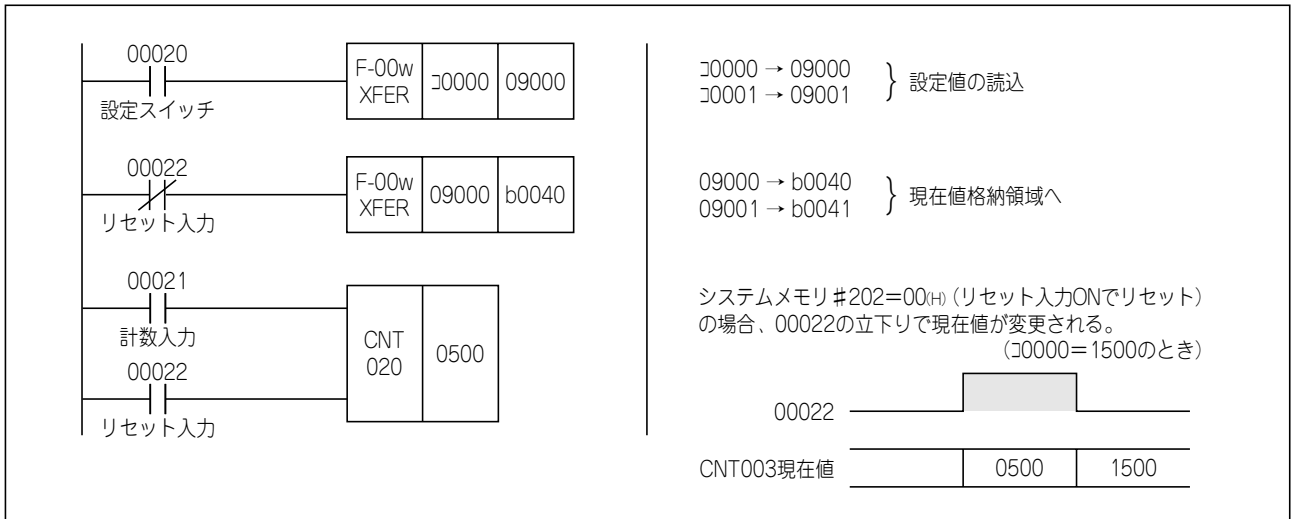 00020
設定スイッチ
F-00w
XFER
ｺ0000
09000
00022
リセット入力
F-00w
XFER
09000
b0040
00021
計数入力
00022
リセット入力
CNT
020
0500
ｺ0000 → 09000
ｺ0001 → 09001
} 設定値の読込
09000 → b0040
09001 → b0041
} 現在値格納領域へ
システムメモリ♯202=00(H)(リセット入力ONでリセット)
の場合、00022の立下りで現在値が変更される。
(ｺ0000=1500のとき)
00022
CNT003現在値
0500
1500